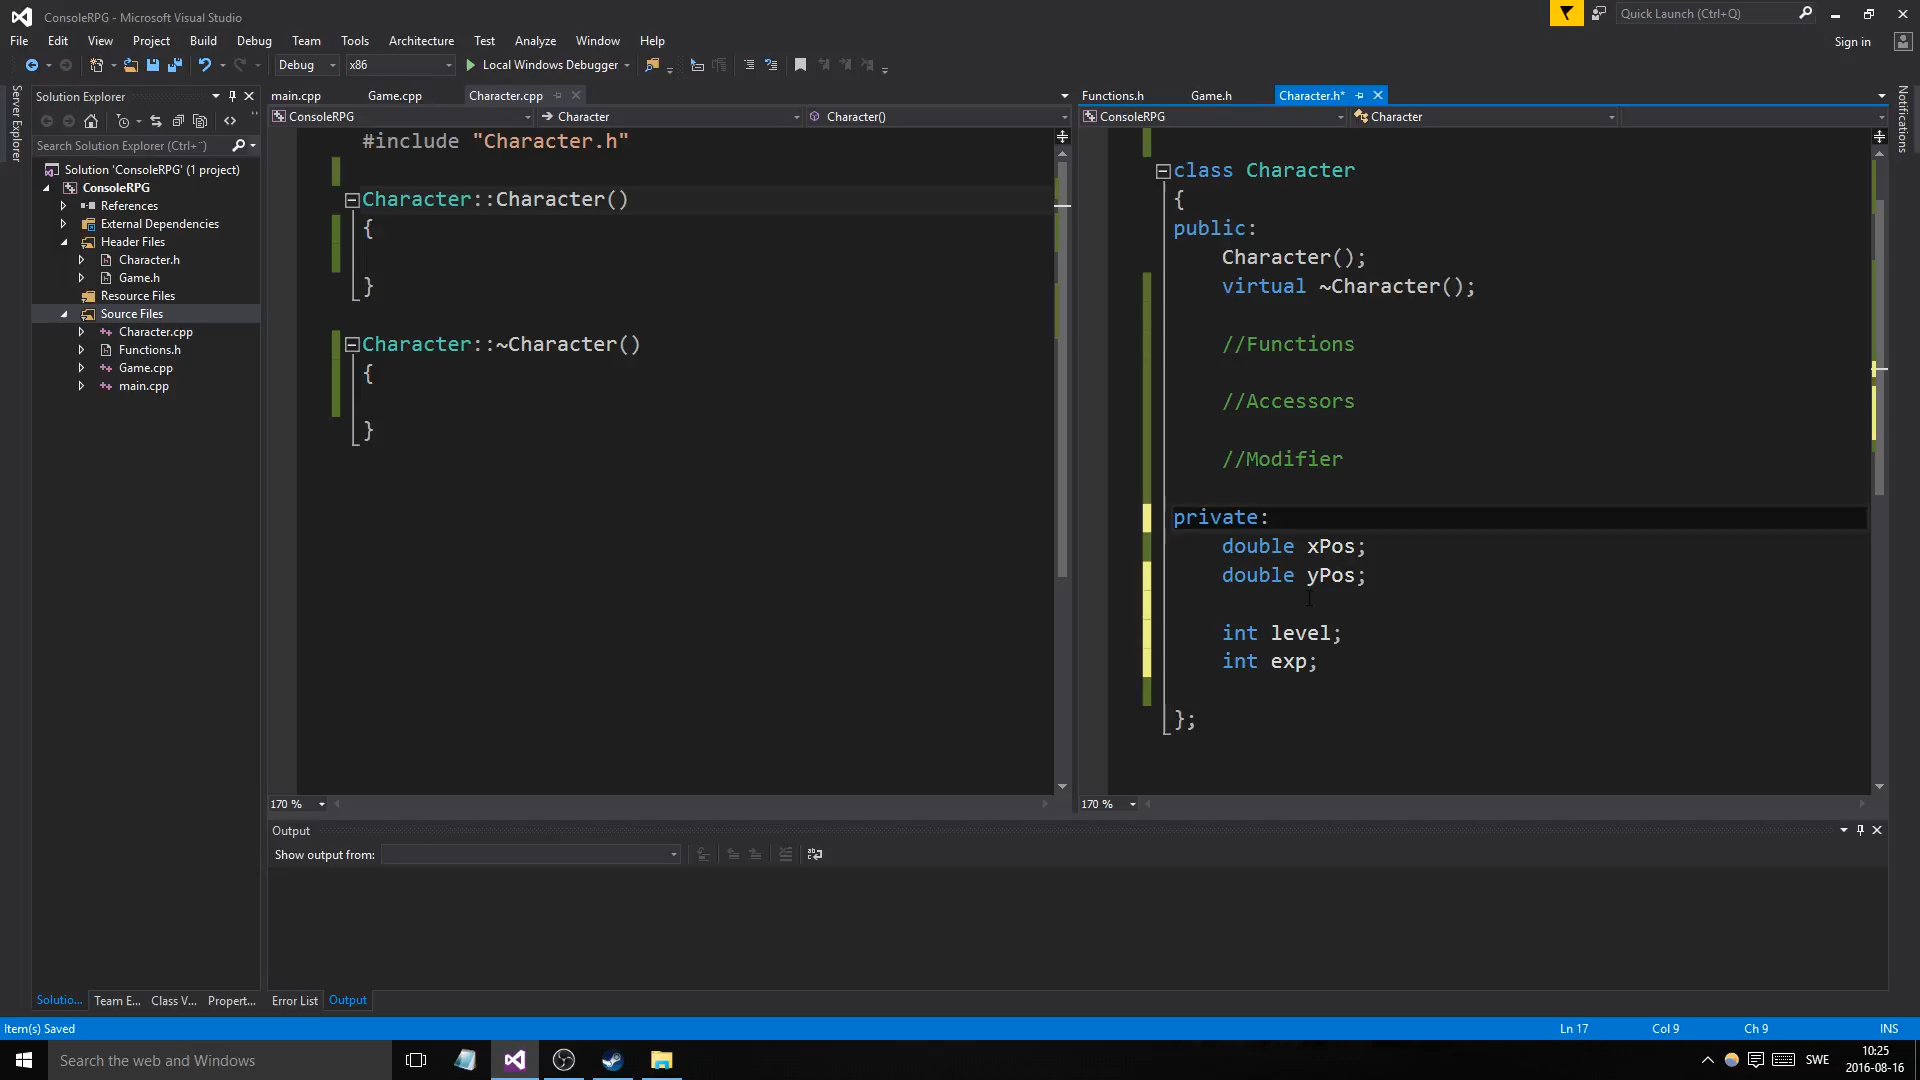 ConsoleRPG - Microsoft Visual Studio
Quick Launch (Ctrl+Q)
File Edit View Project Build Debug Team Tools Architecture Test Analyze Window Help
Sign in
Debug x86 Local Windows Debugger
Server Explorer
Solution Explorer
Search Solution Explorer (Ctrl+¨)
Solution 'ConsoleRPG' (1 project)
ConsoleRPG
References
External Dependencies
Header Files
Character.h
Game.h
Resource Files
Source Files
Character.cpp
Functions.h
Game.cpp
main.cpp
Solutio... Team E... Class V... Propert...
main.cpp Game.cpp Character.cpp
ConsoleRPG Character Character()
#include "Character.h"
Character::Character()
{
}
Character::~Character()
{
}
170 %
Functions.h Game.h Character.h*
ConsoleRPG Character
class Character
{
public:
Character();
virtual ~Character();
//Functions
//Accessors
//Modifier
private:
double xPos;
double yPos;
int level;
int exp;
};
170 %
Notifications
Output
Show output from:
Error List Output
Item(s) Saved Ln 17 Col 9 Ch 9 INS
Search the web and Windows
SWE
10:25
2016-08-16